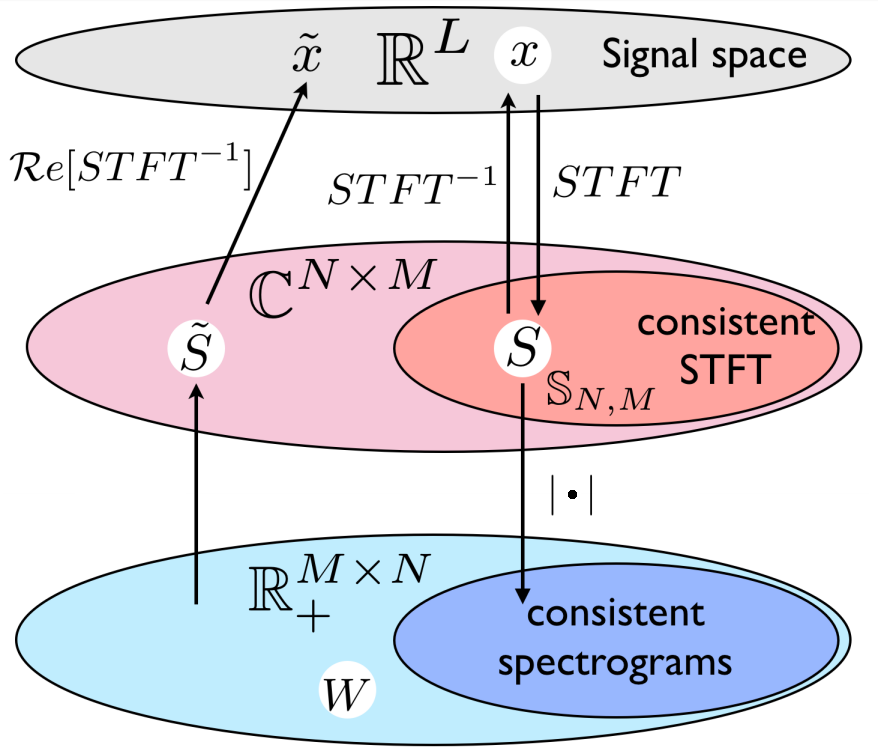 x̃ ℝ^L x Signal space
ℛe[STFT⁻¹]
STFT⁻¹ STFT
ℂ^{N×M}
consistent
STFT
S̃ S
𝕊_{N,M}
|•|
ℝ_+^{M×N}
consistent
spectrograms
W